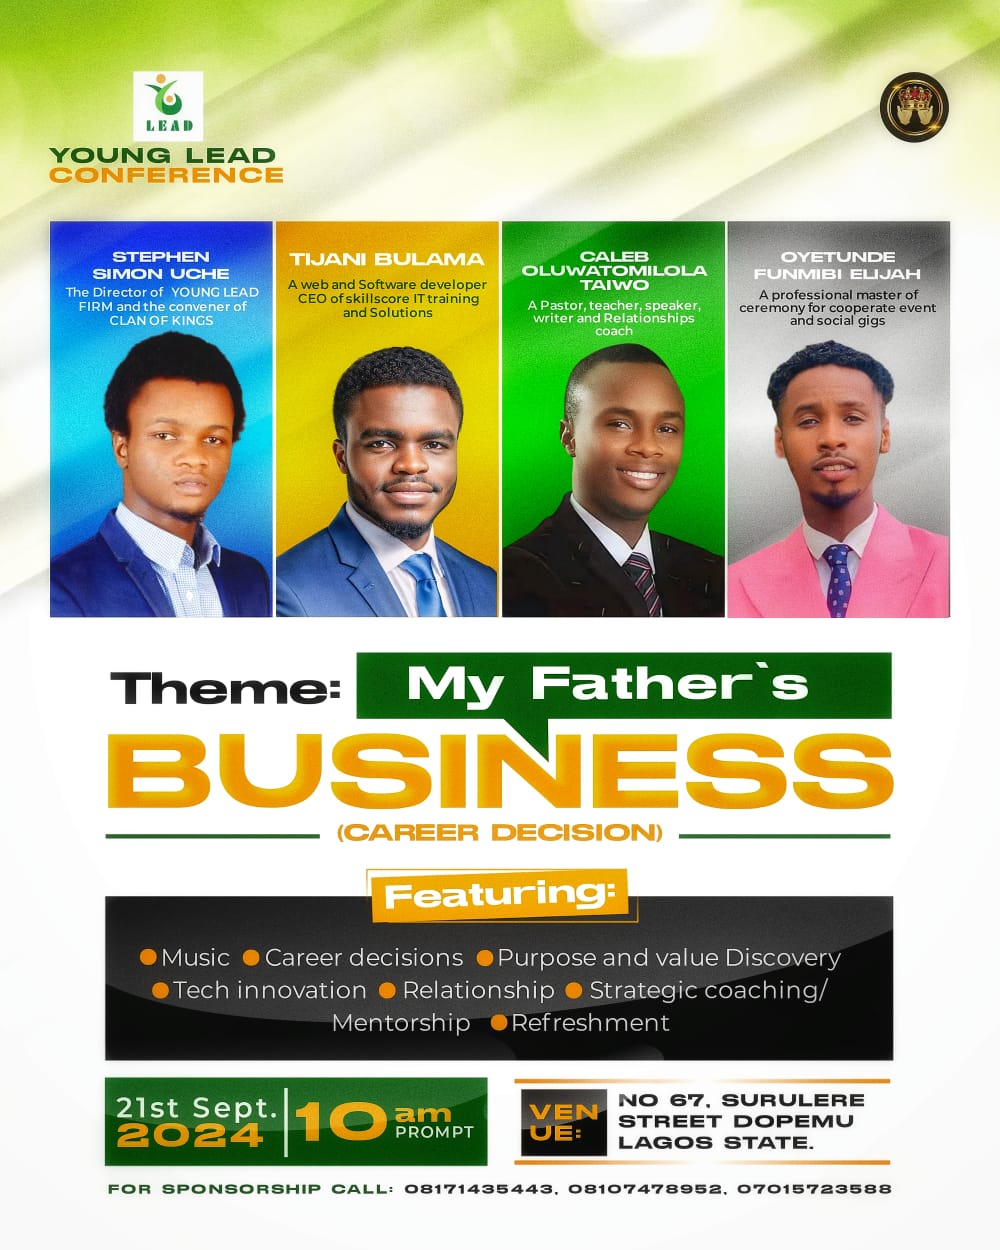 LEAD
YOUNG LEAD
CONFERENCE
STEPHEN
SIMON UCHE
The Director of YOUNG LEAD
FIRM and the convener of
CLAN OF KINGS
TIJANI BULAMA
A web and Software developer
CEO of skillscore IT training
and Solutions
CALEB
OLUWATOMILOLA
TAIWO
A Pastor, teacher, speaker,
writer and Relationships
coach
OYETUNDE
FUNMIBI ELIJAH
A professional master of
ceremony for cooperate event
and social gigs
Theme: My Father`s
BUSINESS
(CAREER DECISION)
Featuring:
Music Career decisions Purpose and value Discovery
Tech innovation Relationship Strategic coaching/
Mentorship Refreshment
21st Sept.
2024
10 am
PROMPT
VEN
UE:
NO 67, SURULERE
STREET DOPEMU
LAGOS STATE.
FOR SPONSORSHIP CALL: 08171435443, 08107478952, 07015723588